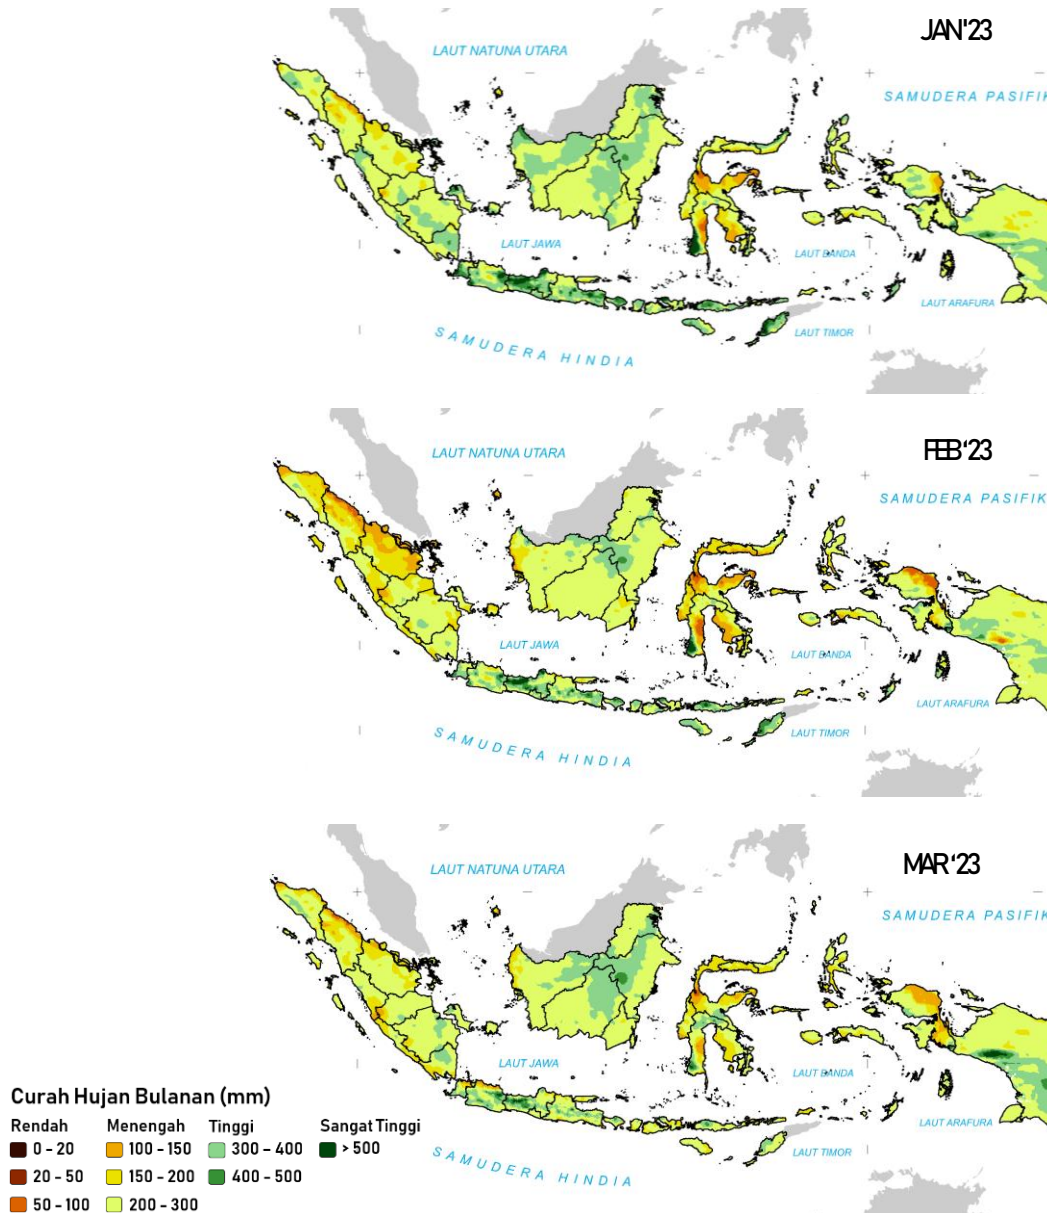 JAN'23
LAUT NATUNA UTARA
SAMUDERA PASIFIK
LAUT JAWA
LAUT BANDA
LAUT ARAFURA
LAUT TIMOR
SAMUDERA HINDIA
FEB'23
LAUT NATUNA UTARA
SAMUDERA PASIFIK
LAUT JAWA
LAUT BANDA
LAUT ARAFURA
LAUT TIMOR
SAMUDERA HINDIA
MAR'23
LAUT NATUNA UTARA
SAMUDERA PASIFIK
LAUT JAWA
LAUT BANDA
LAUT ARAFURA
LAUT TIMOR
SAMUDERA HINDIA
Curah Hujan Bulanan (mm)
Rendah Menengah Tinggi Sangat Tinggi
0 - 20 100 - 150 300 - 400 > 500
20 - 50 150 - 200 400 - 500
50 - 100 200 - 300